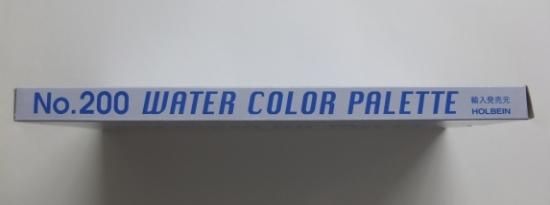 No.200 WATER COLOR PALETTE
輸入発売元
HOLBEIN